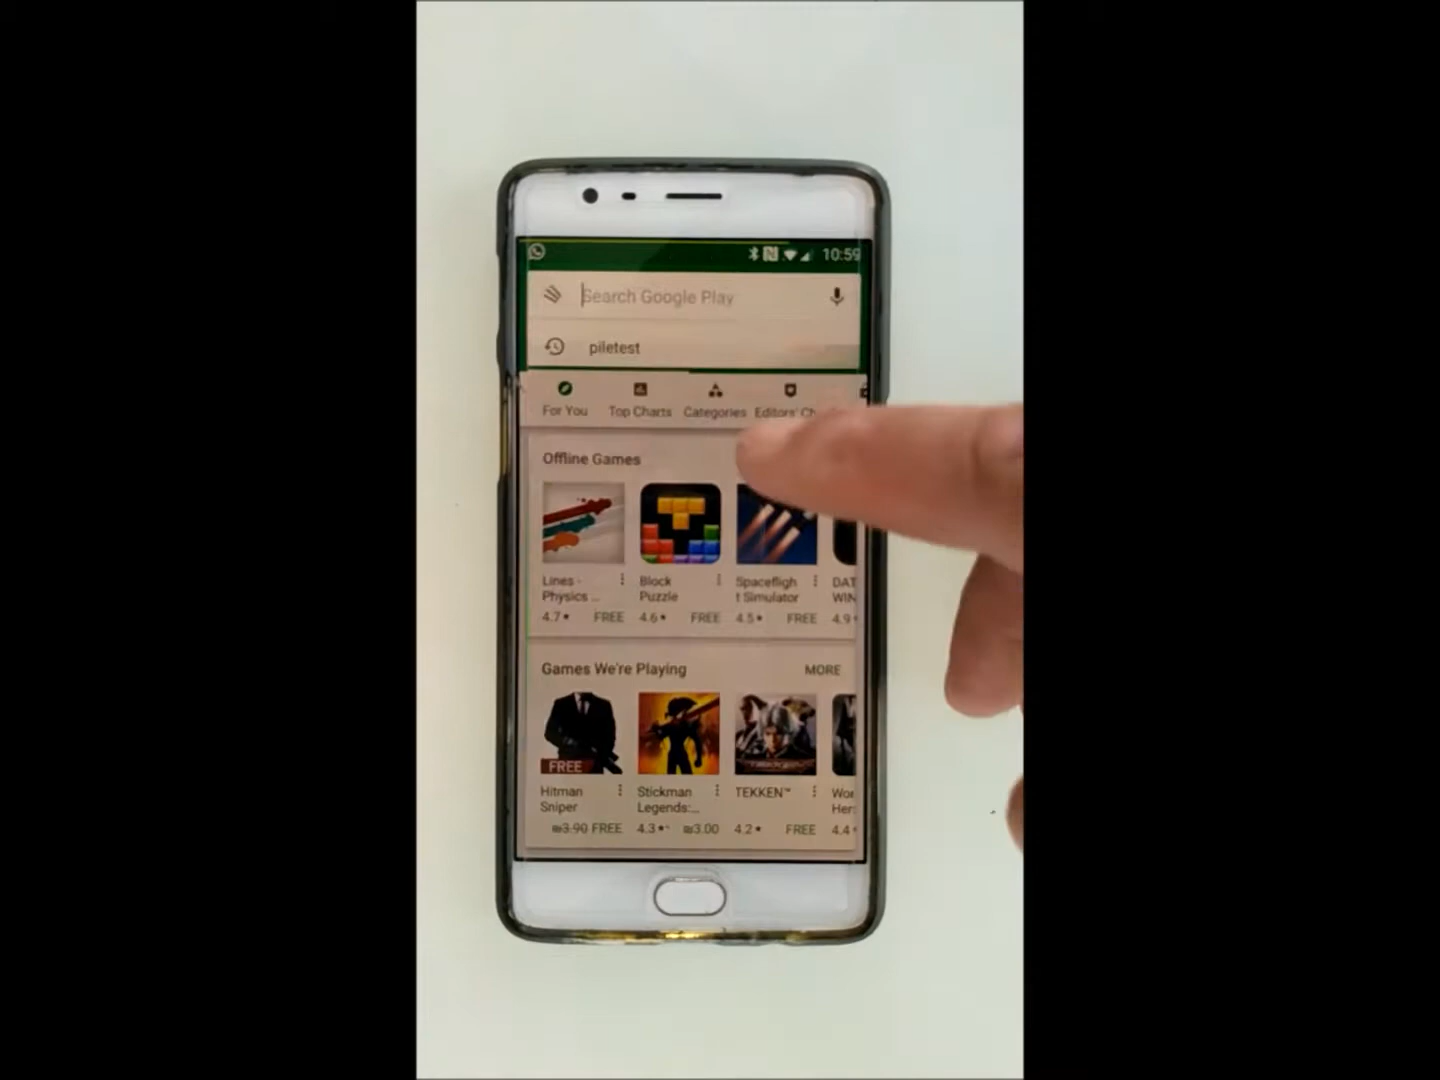 10:59
Search Google Play
piletest
For You Top Charts Categories Editors' Ch
Offline Games
Lines - Physics ... Block Puzzle Spaceflight Simulator DAT WIN
4.7 FREE 4.6 FREE 4.5 FREE 4.9
Games We're Playing MORE
FREE
Hitman Sniper Stickman Legends:... TEKKEN™ Wor Her:
₪3.90 FREE 4.3 ₪3.00 4.2 FREE 4.4